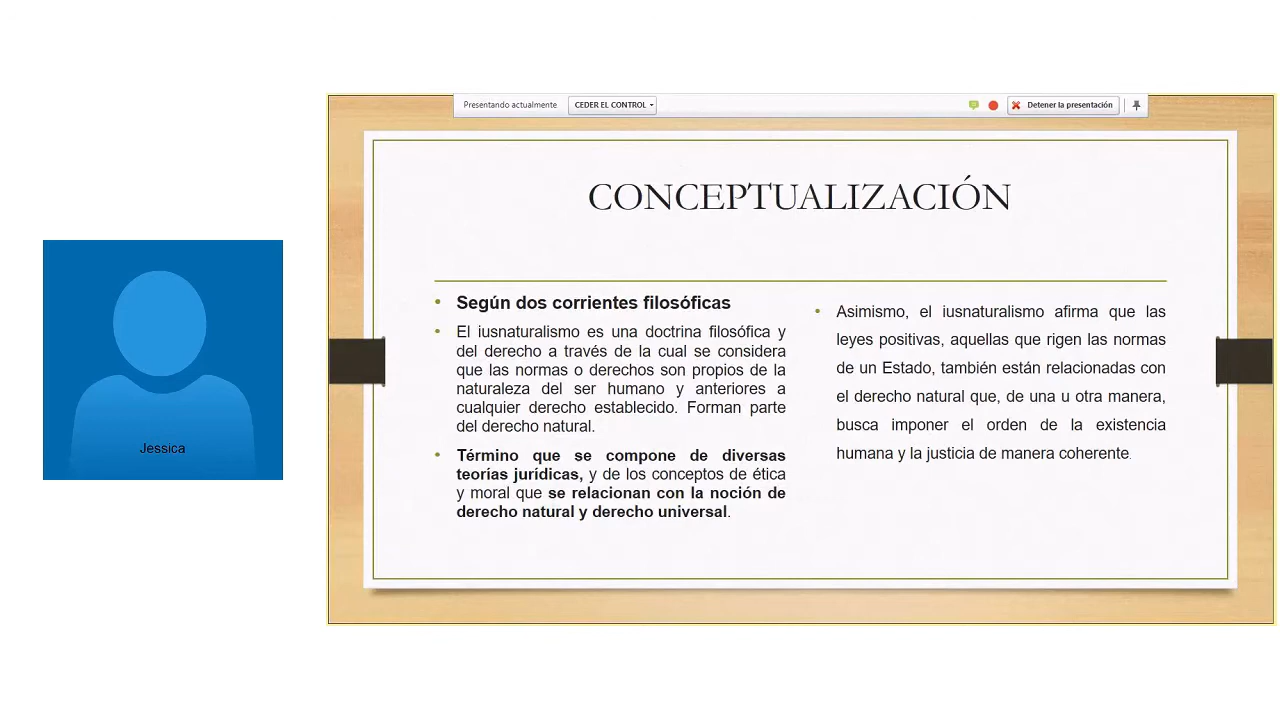 Presentando actualmente
CEDER EL CONTROL
Detener la presentación
CONCEPTUALIZACIÓN
• Según dos corrientes filosóficas
• El iusnaturalismo es una doctrina filosófica y
del derecho a través de la cual se considera
que las normas o derechos son propios de la
naturaleza del ser humano y anteriores a
cualquier derecho establecido. Forman parte
del derecho natural.
• Término que se compone de diversas
teorías jurídicas, y de los conceptos de ética
y moral que se relacionan con la noción de
derecho natural y derecho universal.
• Asimismo, el iusnaturalismo afirma que las
leyes positivas, aquellas que rigen las normas
de un Estado, también están relacionadas con
el derecho natural que, de una u otra manera,
busca imponer el orden de la existencia
humana y la justicia de manera coherente.
Jessica